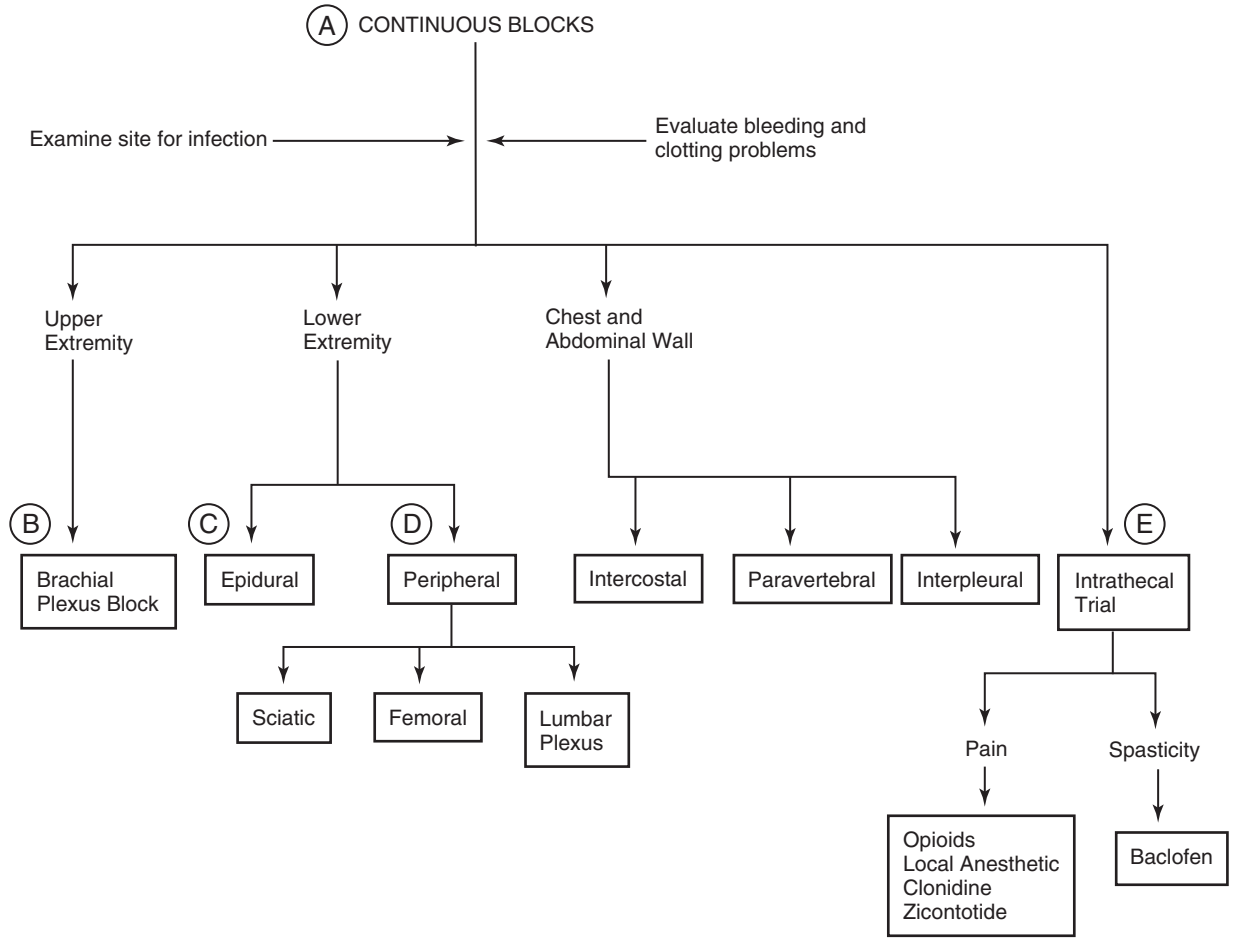 A CONTINUOUS BLOCKS
Examine site for infection
Evaluate bleeding and
clotting problems
Upper
Extremity
Lower
Extremity
Chest and
Abdominal Wall
B
Brachial
Plexus Block
C
Epidural
D
Peripheral
Intercostal
Paravertebral
Interpleural
E
Intrathecal
Trial
Sciatic
Femoral
Lumbar
Plexus
Pain
Spasticity
Opioids
Local Anesthetic
Clonidine
Zicontotide
Baclofen